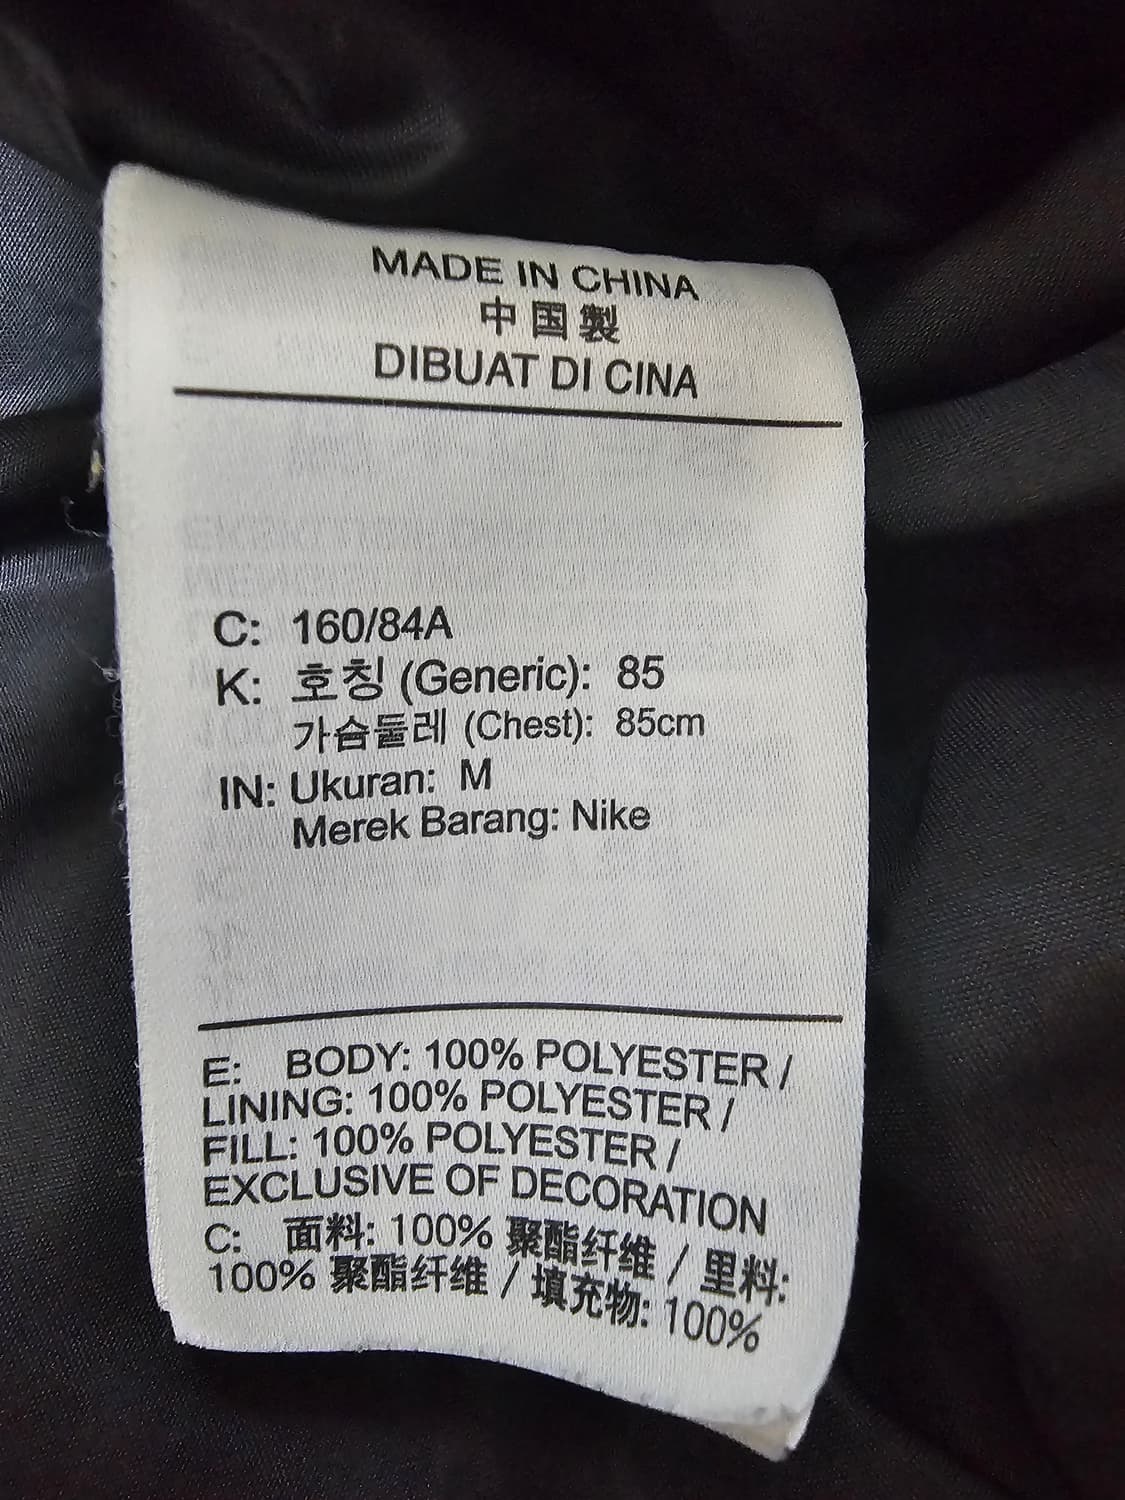 MADE IN CHINA
中国製
DIBUAT DI CINA
C: 160/84A
K: 호칭 (Generic): 85
가슴둘레 (Chest): 85cm
IN: Ukuran: M
Merek Barang: Nike
E: BODY: 100% POLYESTER /
LINING: 100% POLYESTER /
FILL: 100% POLYESTER /
EXCLUSIVE OF DECORATION
C: 面料: 100% 聚酯纤维 / 里料:
100% 聚酯纤维 / 填充物: 100%